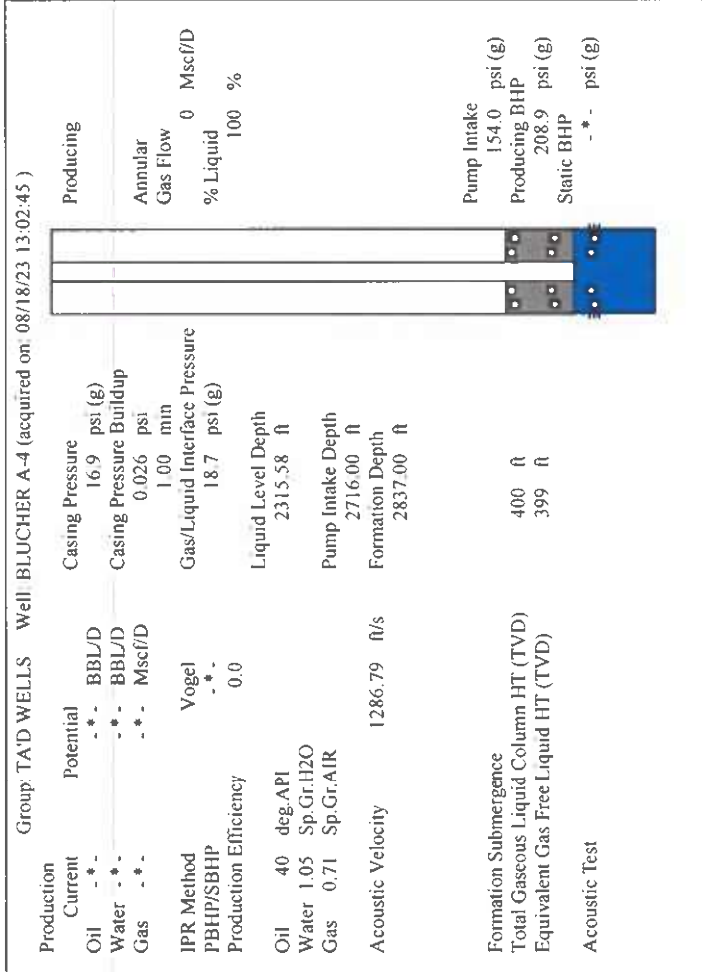 Group: TA'D WELLS Well: BLUCHER A-4 (acquired on: 08/18/23 13:02:45 )
Production
Current Potential
Oil - * - - * - BBL/D
Water - * - - * - BBL/D
Gas - * - - * - Mscf/D
IPR Method Vogel
PBHP/SBHP - * -
Production Efficiency 0.0
Oil 40 deg.API
Water 1.05 Sp.Gr.H2O
Gas 0.71 Sp.Gr.AIR
Acoustic Velocity 1286.79 ft/s
Formation Submergence
Total Gaseous Liquid Column HT (TVD) 400 ft
Equivalent Gas Free Liquid HT (TVD) 399 ft
Acoustic Test
Casing Pressure
16.9 psi (g)
Casing Pressure Buildup
0.026 psi
1.00 min
Gas/Liquid Interface Pressure
18.7 psi (g)
Liquid Level Depth
2315.58 ft
Pump Intake Depth
2716.00 ft
Formation Depth
2837.00 ft
Producing
Annular
Gas Flow
0 Mscf/D
% Liquid
100 %
Pump Intake
154.0 psi (g)
Producing BHP
208.9 psi (g)
Static BHP
- * - psi (g)